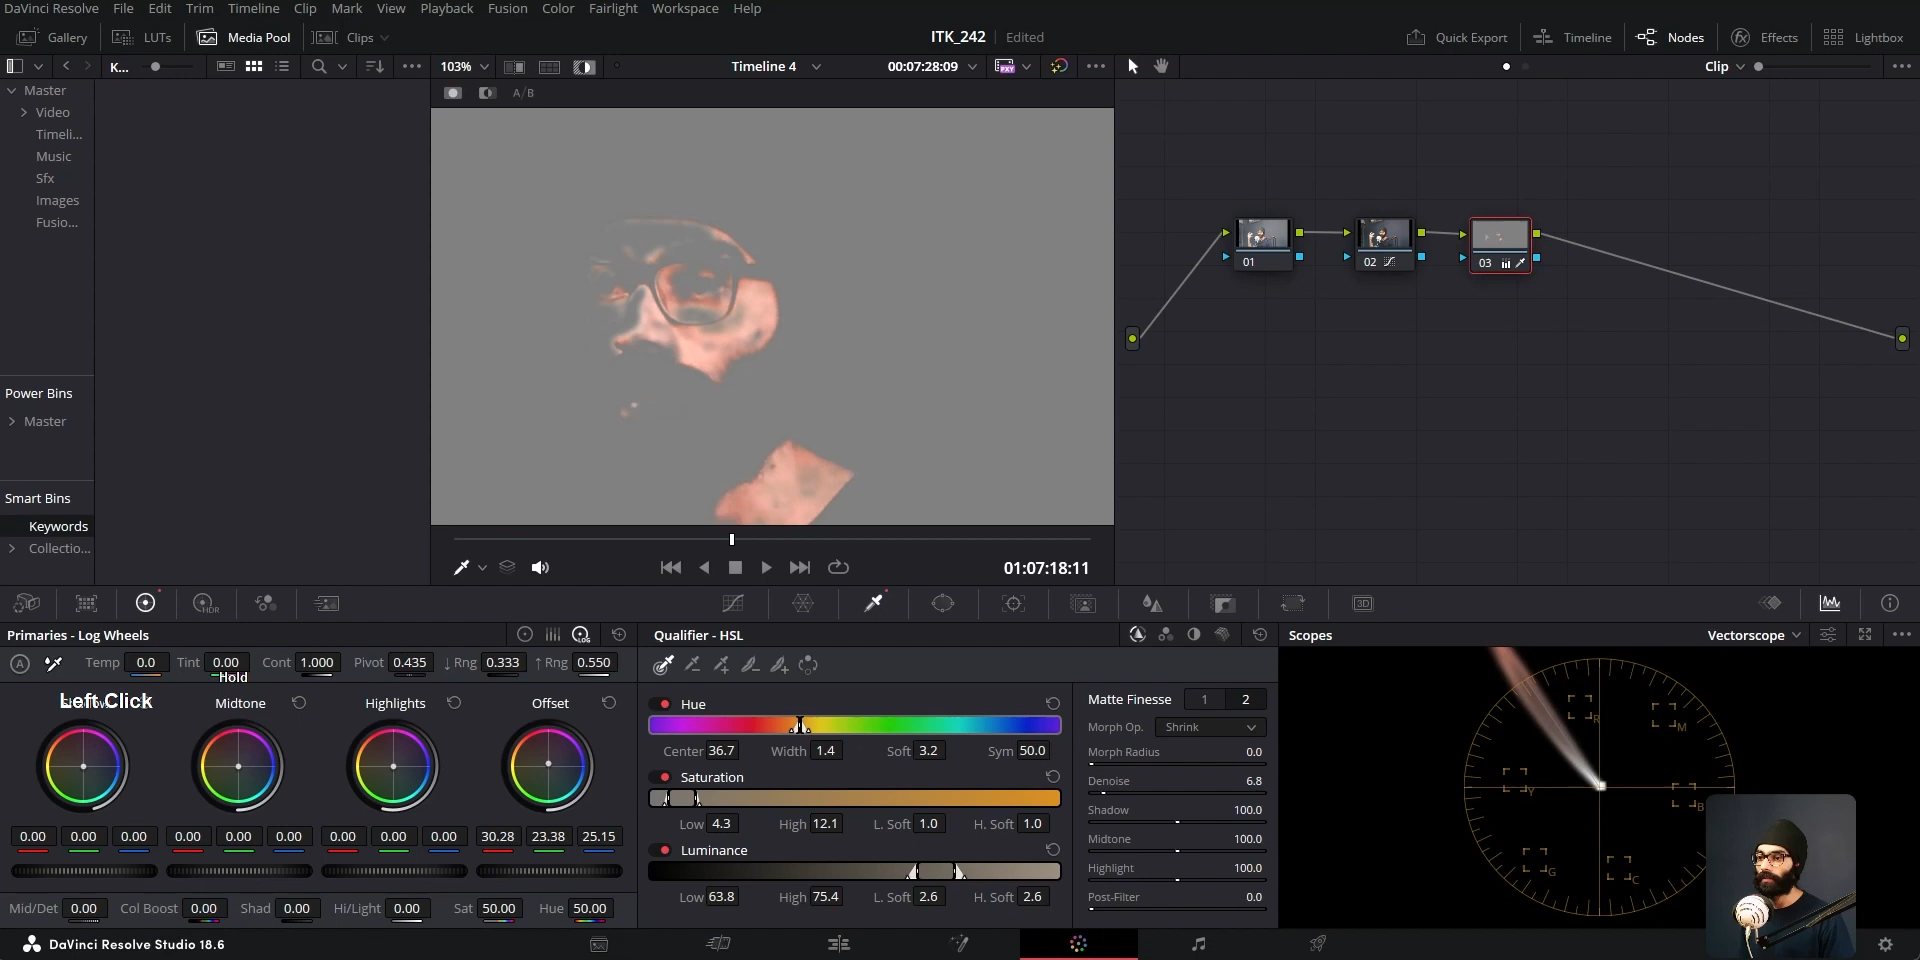 DaVinci Resolve File Edit Trim Timeline Clip Mark View Playback Fusion Color Fairlight Workspace Help
Gallery LUTs Media Pool Clips ITK_242 Edited Quick Export Timeline Nodes Effects Lightbox
K... 103% Timeline 4 00:07:28:09 PXY Clip
A/B
Master
Video
Timeli...
Music
Sfx
Images
Fusio...
Power Bins
Master
Smart Bins
Keywords
Collectio...
01 02 03
01:07:18:11
HDR 3D
Primaries - Log Wheels LOG Qualifier - HSL Scopes Vectorscope
A Temp 0.0 Tint 0.00 Cont 1.000 Pivot 0.435 ↓ Rng 0.333 ↑ Rng 0.550
Hold
Left Click Midtone Highlights Offset
0.00 0.00 0.00 0.00 0.00 0.00 0.00 0.00 0.00 30.28 23.38 25.15
Mid/Det 0.00 Col Boost 0.00 Shad 0.00 Hi/Light 0.00 Sat 50.00 Hue 50.00
Hue
Center 36.7 Width 1.4 Soft 3.2 Sym 50.0
Saturation
Low 4.3 High 12.1 L. Soft 1.0 H. Soft 1.0
Luminance
Low 63.8 High 75.4 L. Soft 2.6 H. Soft 2.6
Matte Finesse 1 2
Morph Op. Shrink
Morph Radius 0.0
Denoise 6.8
Shadow 100.0
Midtone 100.0
Highlight 100.0
Post-Filter 0.0
R M
Y B
G C
DaVinci Resolve Studio 18.6